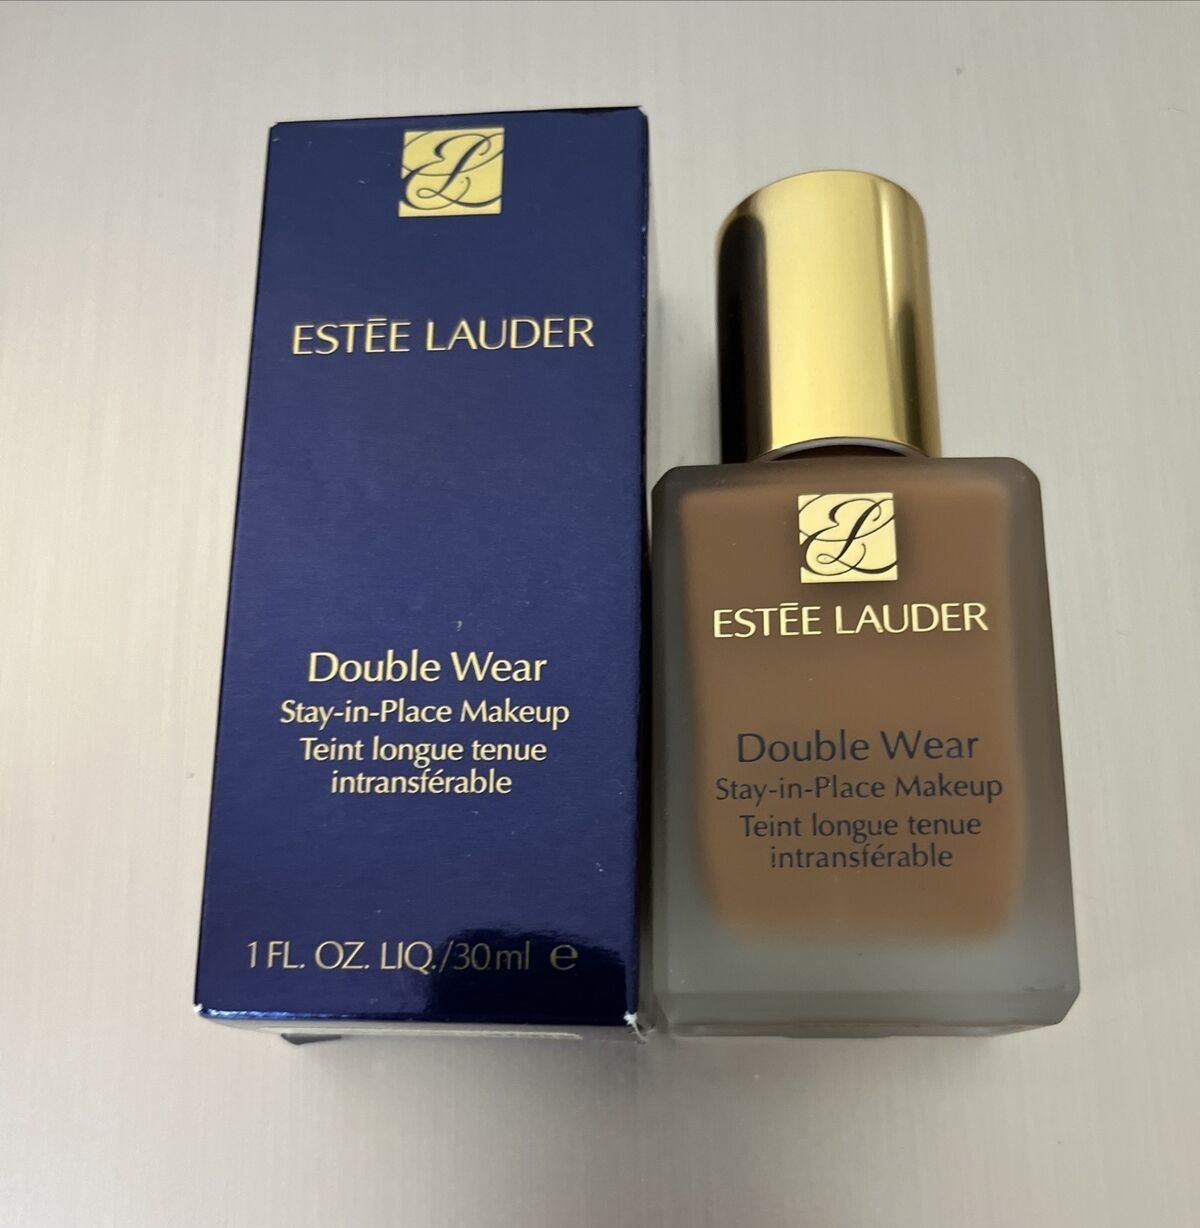 ESTĒE LAUDER
Double Wear
Stay-in-Place Makeup
Teint longue tenue
intransférable
1 FL. OZ. LIQ./30ml ℮
ESTĒE LAUDER
Double Wear
Stay-in-Place Makeup
Teint longue tenue
intransférable